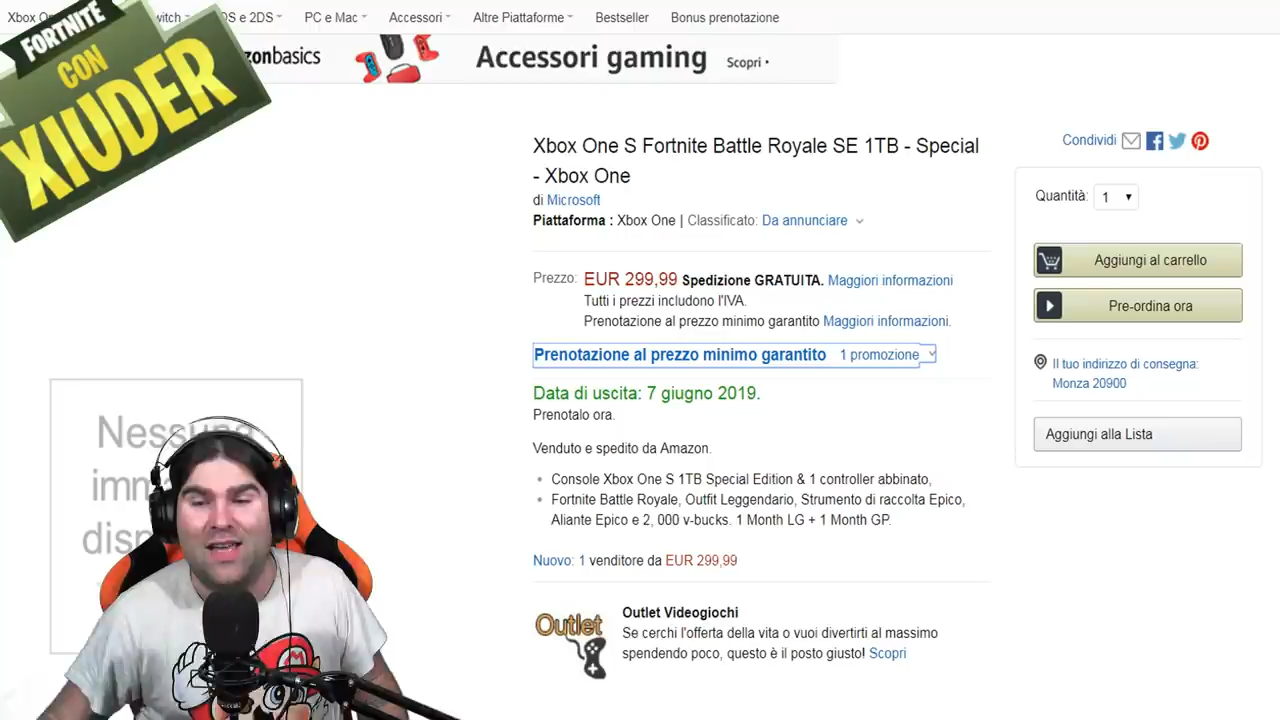 Xbox On
witch
DS e 2DS
PC e Mac
Accessori
Altre Piattaforme
Bestseller
Bonus prenotazione
FORTNITE
CON
XIUDER
zonbasics
Accessori gaming
Scopri
Xbox One S Fortnite Battle Royale SE 1TB - Special
- Xbox One
di Microsoft
Piattaforma : Xbox One | Classificato: Da annunciare
Condividi
Quantità: 1
Aggiungi al carrello
Pre-ordina ora
Il tuo indirizzo di consegna:
Monza 20900
Aggiungi alla Lista
Prezzo: EUR 299,99 Spedizione GRATUITA. Maggiori informazioni
Tutti i prezzi includono l'IVA.
Prenotazione al prezzo minimo garantito Maggiori informazioni.
Prenotazione al prezzo minimo garantito 1 promozione
Data di uscita: 7 giugno 2019.
Prenotalo ora.
Venduto e spedito da Amazon.
• Console Xbox One S 1TB Special Edition & 1 controller abbinato,
• Fortnite Battle Royale, Outfit Leggendario, Strumento di raccolta Epico,
Aliante Epico e 2, 000 v-bucks. 1 Month LG + 1 Month GP.
Nuovo: 1 venditore da EUR 299,99
Outlet
Outlet Videogiochi
Se cerchi l'offerta della vita o vuoi divertirti al massimo
spendendo poco, questo è il posto giusto! Scopri
Ness
imm
disp
M